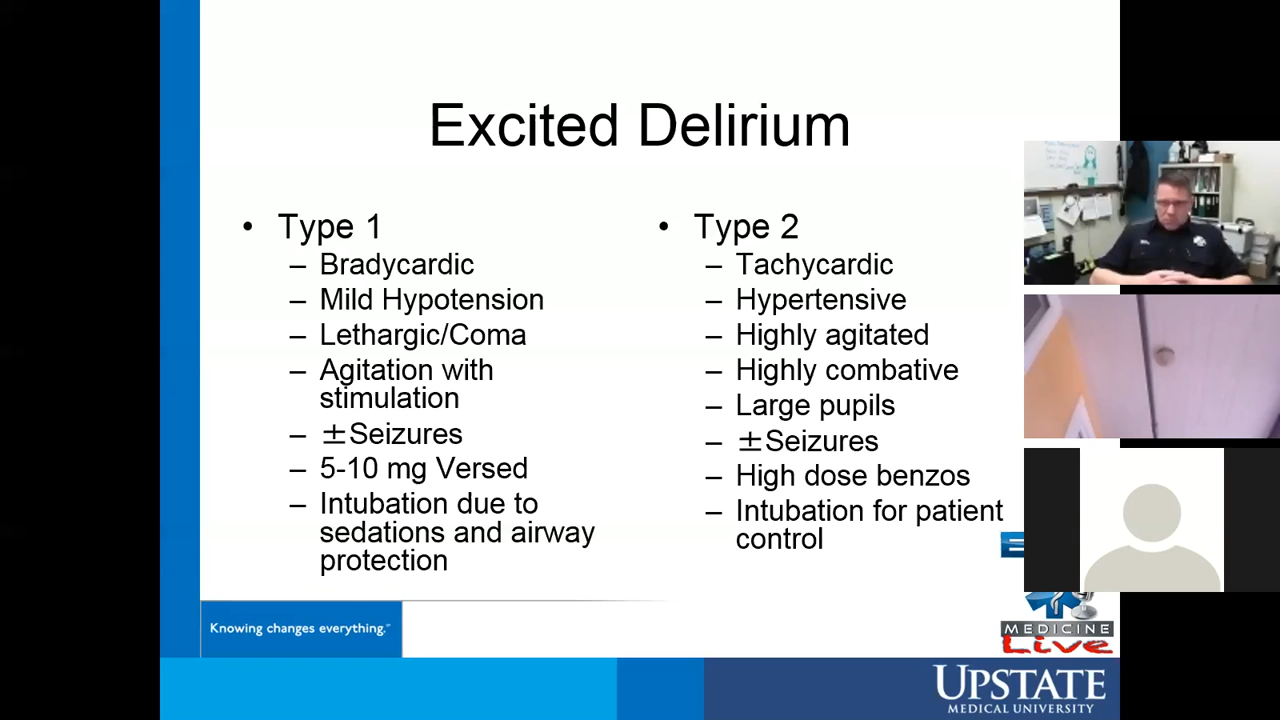 Excited Delirium
• Type 1
– Bradycardic
– Mild Hypotension
– Lethargic/Coma
– Agitation with
stimulation
– ±Seizures
– 5-10 mg Versed
– Intubation due to
sedations and airway
protection
• Type 2
– Tachycardic
– Hypertensive
– Highly agitated
– Highly combative
– Large pupils
– ±Seizures
– High dose benzos
– Intubation for patient
control
Knowing changes everything.℠
MEDICINE
Live
UPSTATE
MEDICAL UNIVERSITY